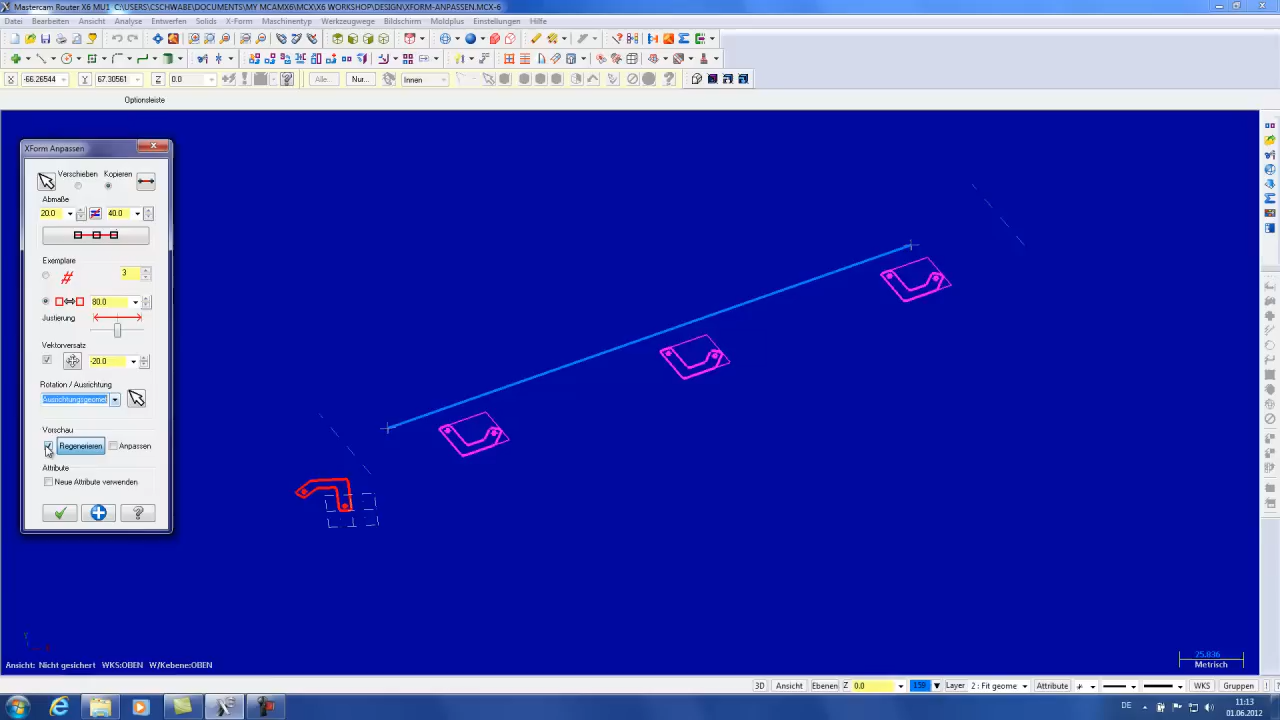 Mastercam Router X6 MU1 C:\USERS\CSCHWABE\DOCUMENTS\MY MCAMX6\MCX\X6 WORKSHOP\DESIGN\XFORM-ANPASSEN.MCX-6
Datei Bearbeiten Ansicht Analyse Entwerfen Solids X-Form Maschinentyp Werkzeugwege Bildschirm Moldplus Einstellungen Hilfe
X -66.26544 Y 67.30561 Z 0.0 Alle... Nur... Innen
Optionsleiste
XForm Anpassen
Verschieben Kopieren
Abmaße
20.0 40.0
Exemplare
3
80.0
Justierung
Vektorversatz
-20.0
Rotation / Ausrichtung
Ausrichtungsgeomet
Vorschau
Regenerieren Anpassen
Attribute
Neue Attribute verwenden
Ansicht: Nicht gesichert WKS:OBEN W/Kebene:OBEN
25.836
Metrisch
3D Ansicht Ebenen Z 0.0 150 Layer 2 : Fit geome Attribute WKS Gruppen
DE 11:13
01.06.2012